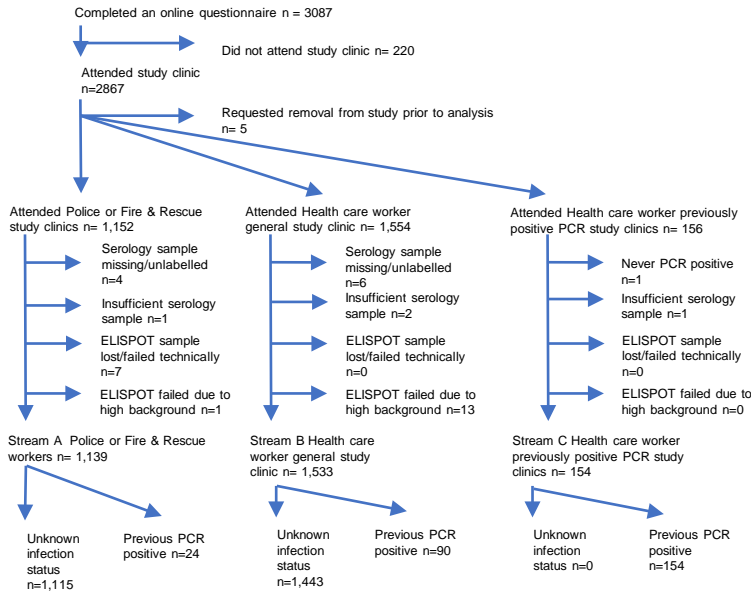 Completed an online questionnaire n = 3087
Did not attend study clinic n= 220
Attended study clinic
n=2867
Requested removal from study prior to analysis
n= 5
Attended Police or Fire & Rescue
study clinics n= 1,152
Serology sample
missing/unlabelled
n=4
Insufficient serology
sample n=1
ELISPOT sample
lost/failed technically
n=7
ELISPOT failed due to
high background n=1
Stream A  Police or Fire & Rescue
workers n= 1,139
Unknown
infection
status
n=1,115
Previous PCR
positive n=24
Attended Health care worker
general study clinic n= 1,554
Serology sample
missing/unlabelled
n=6
Insufficient serology
sample n=2
ELISPOT sample
lost/failed technically
n=0
ELISPOT failed due to
high background n=13
Stream B Health care
worker general study
clinic n= 1,533
Unknown
infection
status
n=1,443
Previous PCR
positive n=90
Attended Health care worker previously
positive PCR study clinics n= 156
Never PCR positive
n=1
Insufficient serology
sample n=1
ELISPOT sample
lost/failed technically
n=0
ELISPOT failed due to
high background n=0
Stream C Health care worker
previously positive PCR study
clinics n= 154
Unknown
infection
status n=0
Previous PCR
positive
n=154